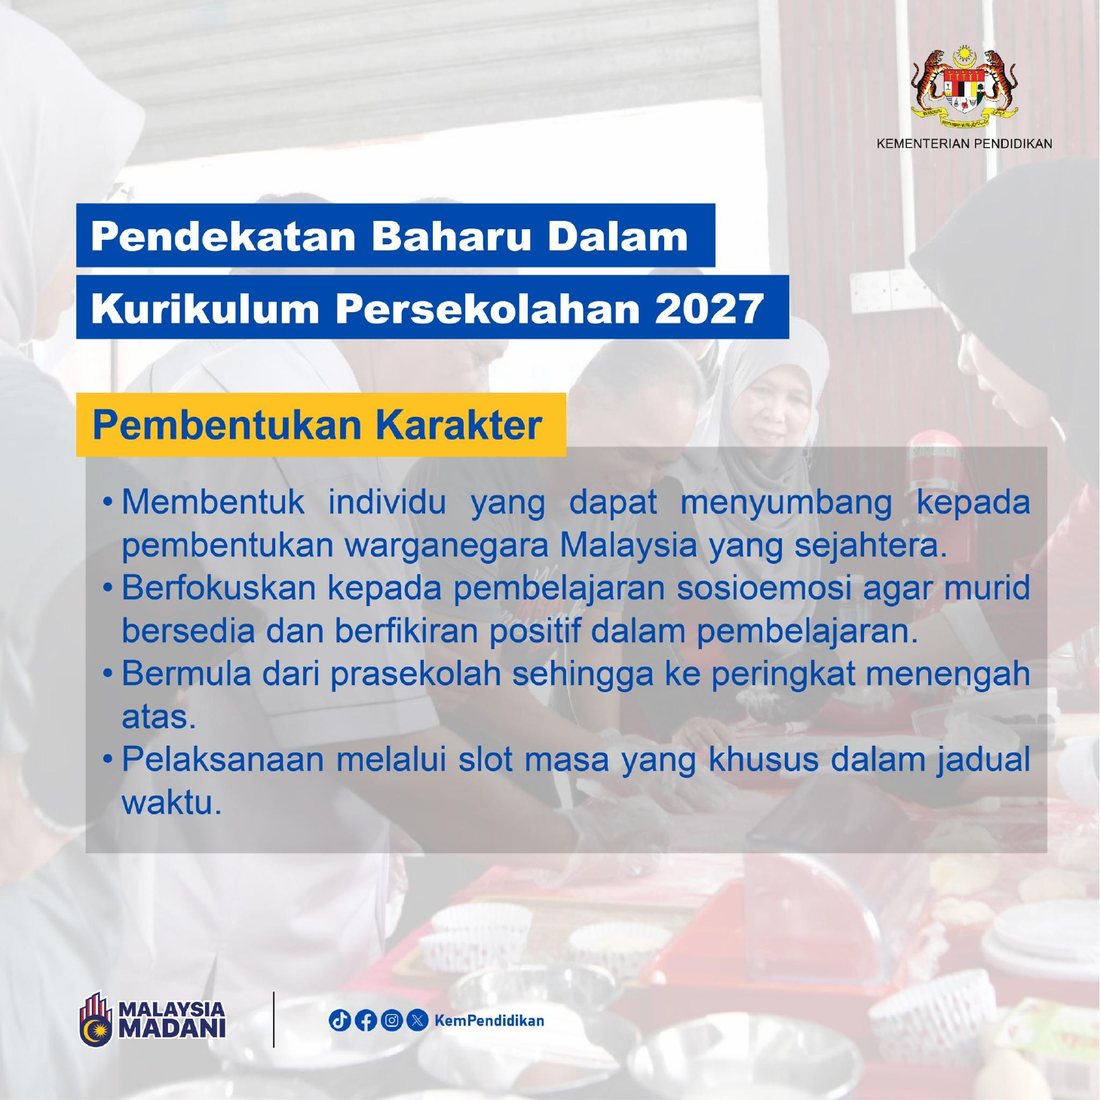 KEMENTERIAN PENDIDIKAN
Pendekatan Baharu Dalam
Kurikulum Persekolahan 2027
Pembentukan Karakter
• Membentuk individu yang dapat menyumbang kepada
pembentukan warganegara Malaysia yang sejahtera.
• Berfokuskan kepada pembelajaran sosioemosi agar murid
bersedia dan berfikiran positif dalam pembelajaran.
• Bermula dari prasekolah sehingga ke peringkat menengah
atas.
• Pelaksanaan melalui slot masa yang khusus dalam jadual
waktu.
MALAYSIA
MADANI
KemPendidikan